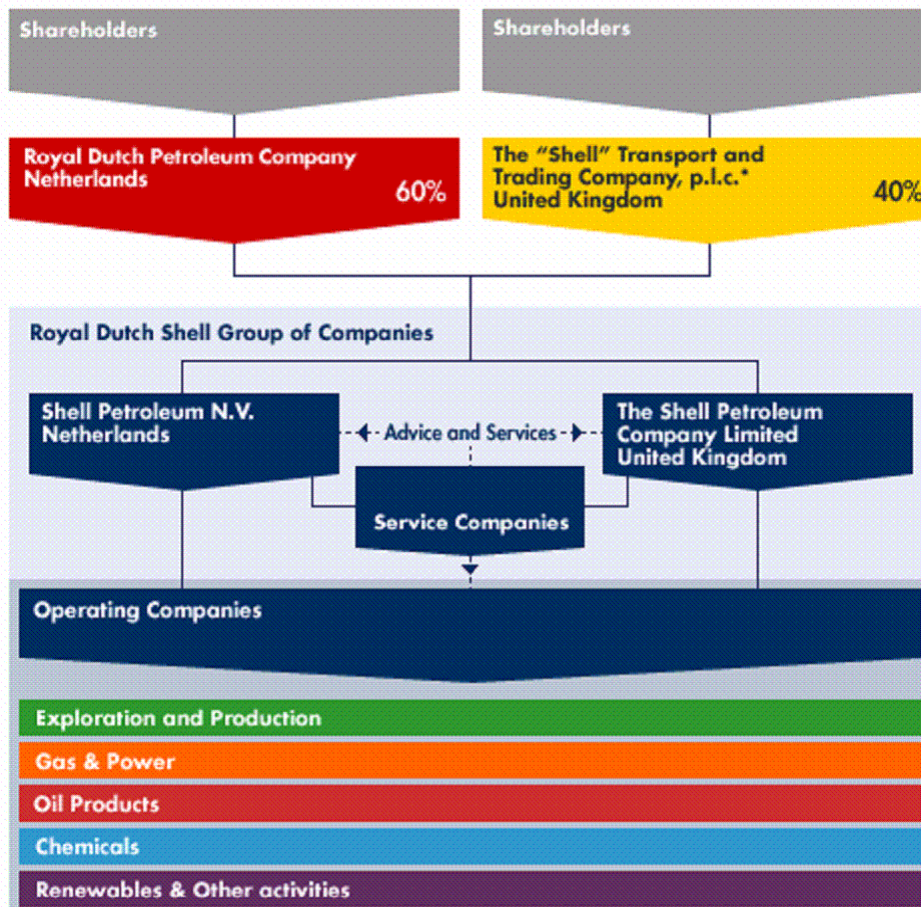 Shareholders
Shareholders
Royal Dutch Petroleum Company
Netherlands
60%
The “Shell” Transport and
Trading Company, p.l.c.*
United Kingdom
40%
Royal Dutch Shell Group of Companies
Shell Petroleum N.V.
Netherlands
Advice and Services
The Shell Petroleum
Company Limited
United Kingdom
Service Companies
Operating Companies
Exploration and Production
Gas & Power
Oil Products
Chemicals
Renewables & Other activities